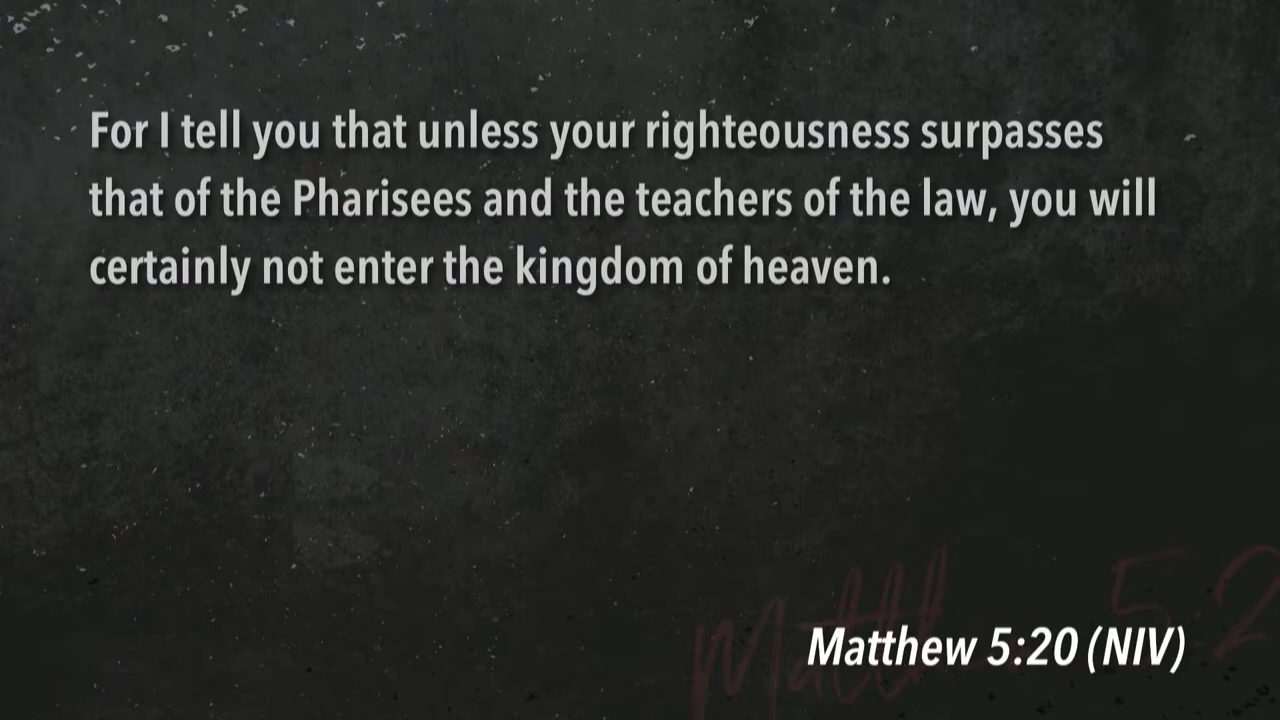 For I tell you that unless your righteousness surpasses
that of the Pharisees and the teachers of the law, you will
certainly not enter the kingdom of heaven.
Matthew 5:20 (NIV)